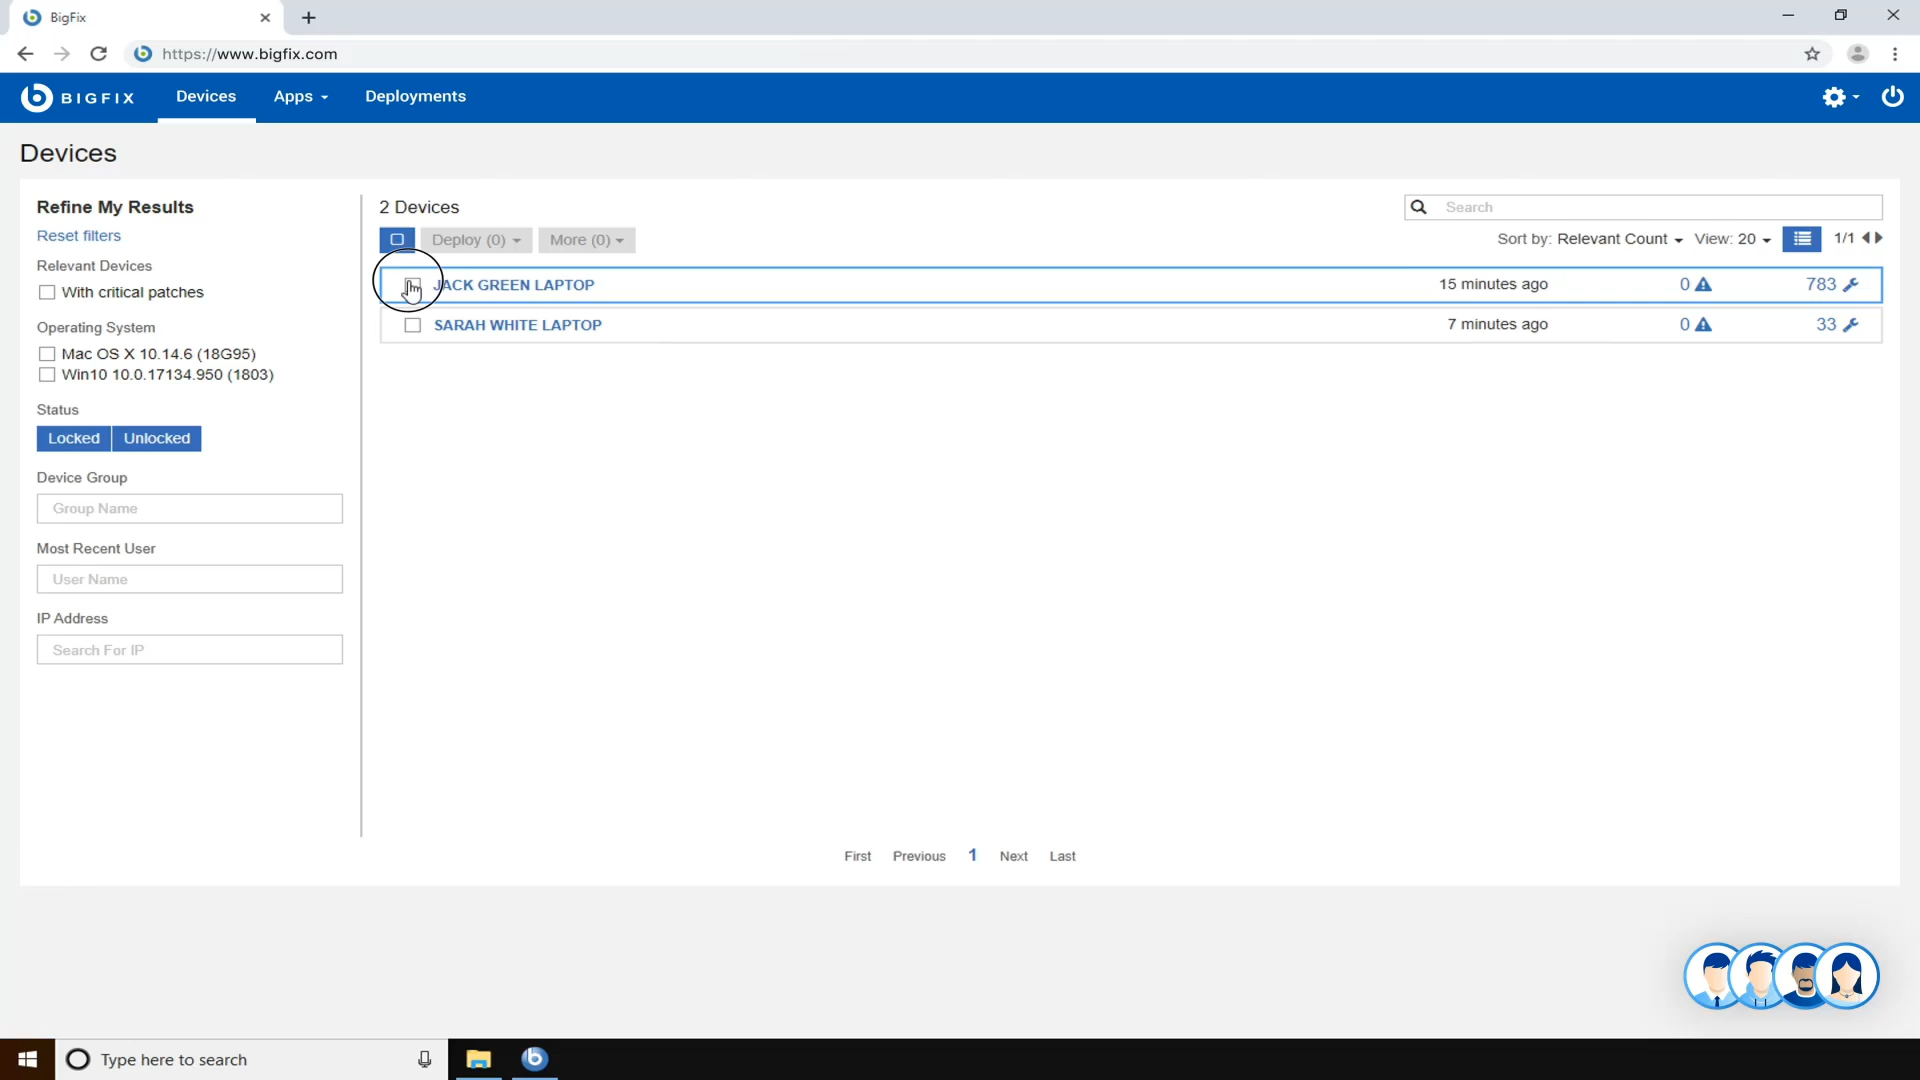 BigFix
https://www.bigfix.com
BIGFIX Devices Apps Deployments
Devices
Refine My Results
Reset filters
Relevant Devices
With critical patches
Operating System
Mac OS X 10.14.6 (18G95)
Win10 10.0.17134.950 (1803)
Status
Locked Unlocked
Device Group
Group Name
Most Recent User
User Name
IP Address
Search For IP
2 Devices
Search
Deploy (0) More (0)
Sort by: Relevant Count View: 20 1/1
JACK GREEN LAPTOP 15 minutes ago 0 783
SARAH WHITE LAPTOP 7 minutes ago 0 33
First Previous 1 Next Last
Type here to search